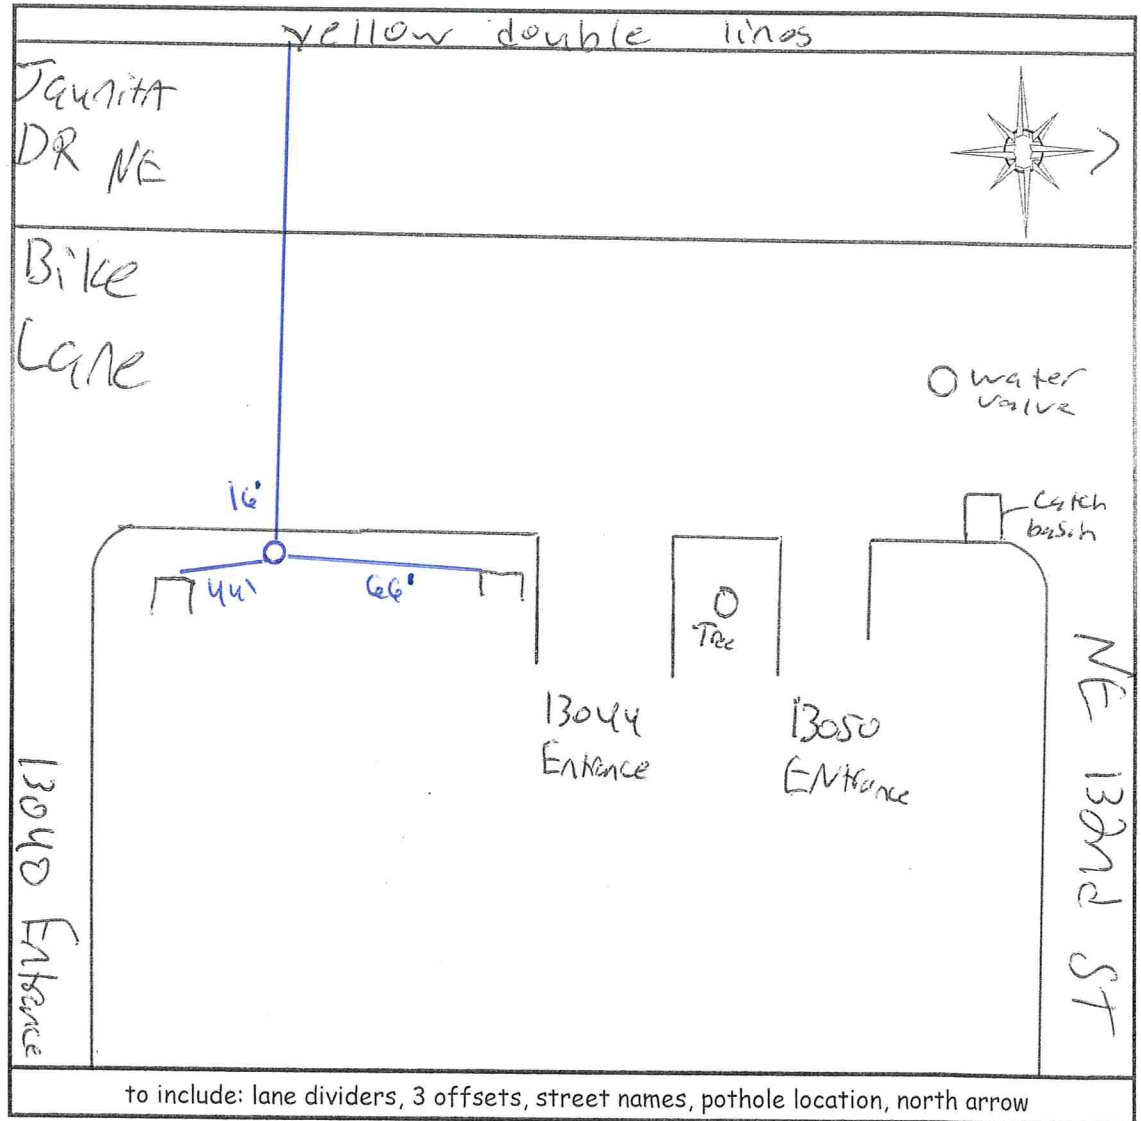 yellow double lines
JaunitA
DR NE
Bike
Lane
water
valve
16'
Catch
basin
44'
66'
Tree
13044
Entrance
13050
ENtrance
NE 132nd ST
13040 Entrance
to include: lane dividers, 3 offsets, street names, pothole location, north arrow